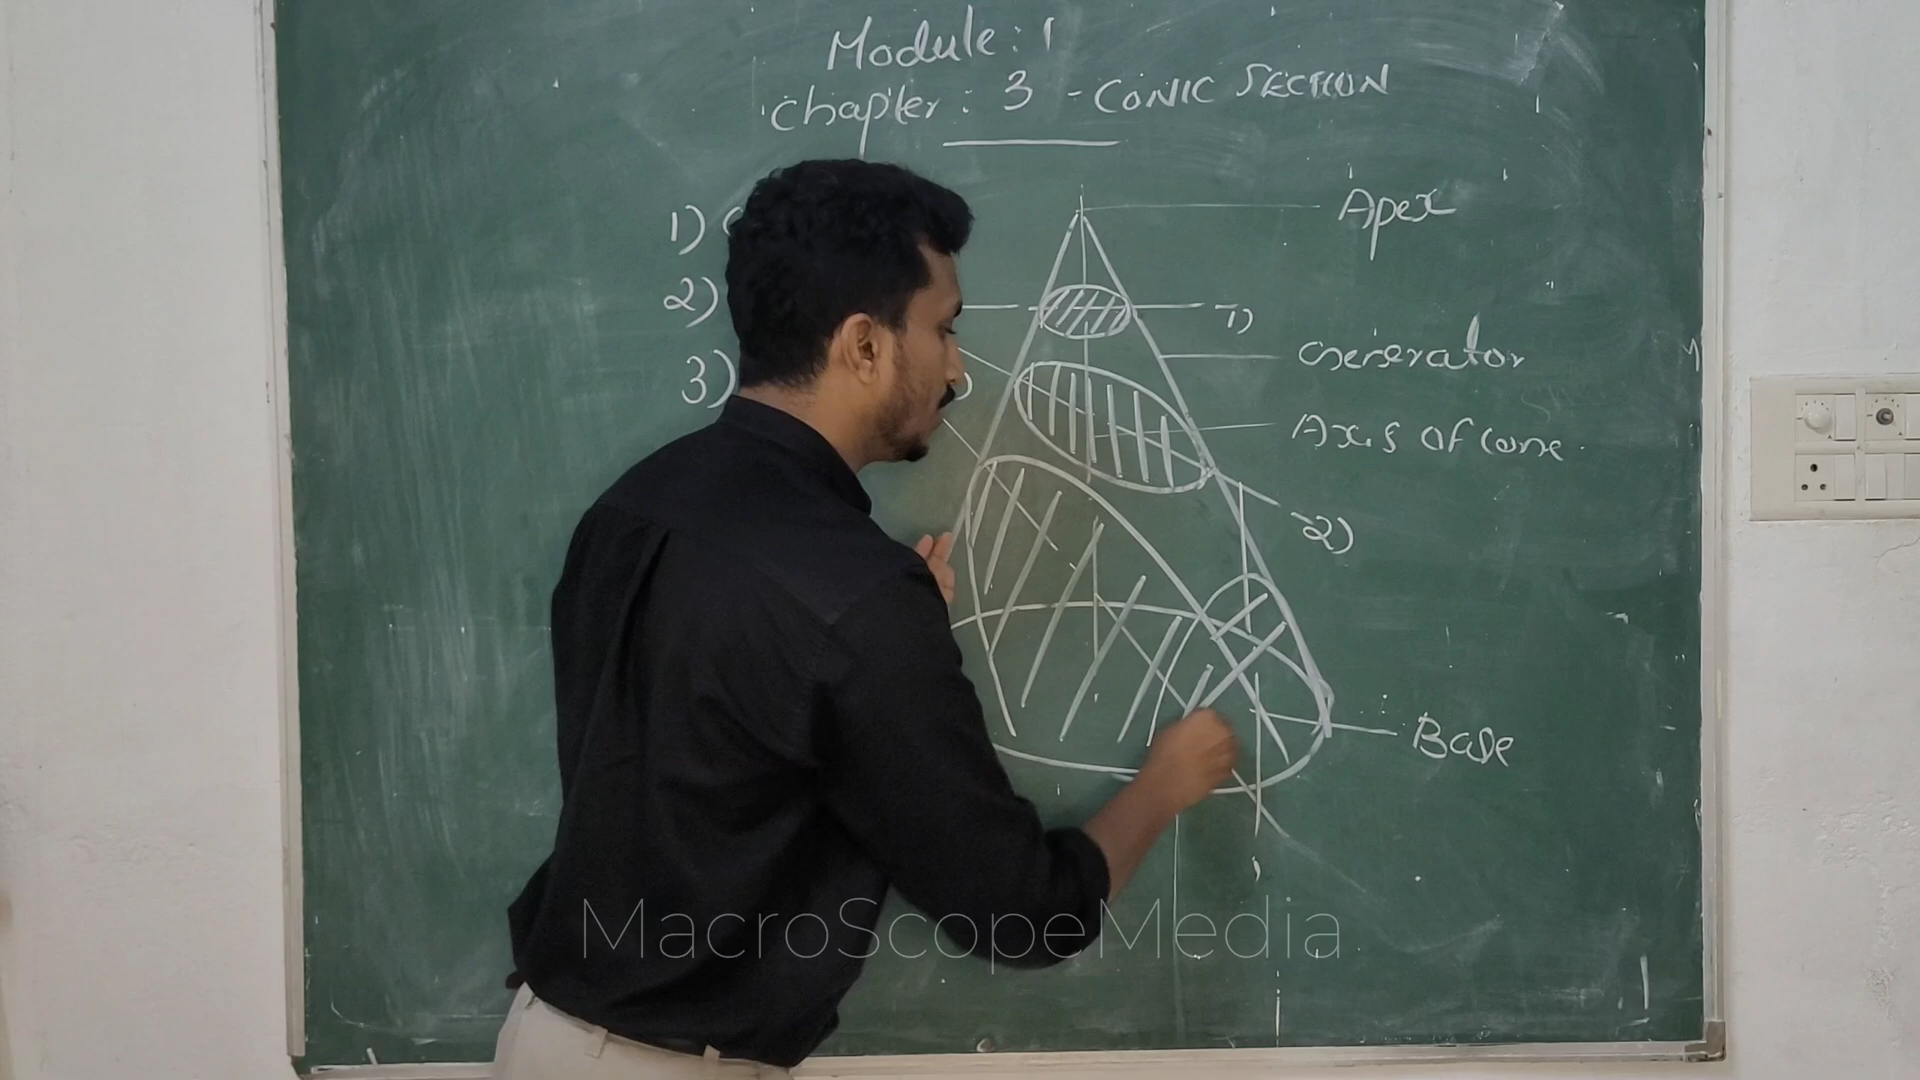 Module : 1
Chapter : 3 - CONIC SECTION
Apex
1)
2)
1)
Generator
3)
Axis of cone
2)
Base
MacroScopeMedia